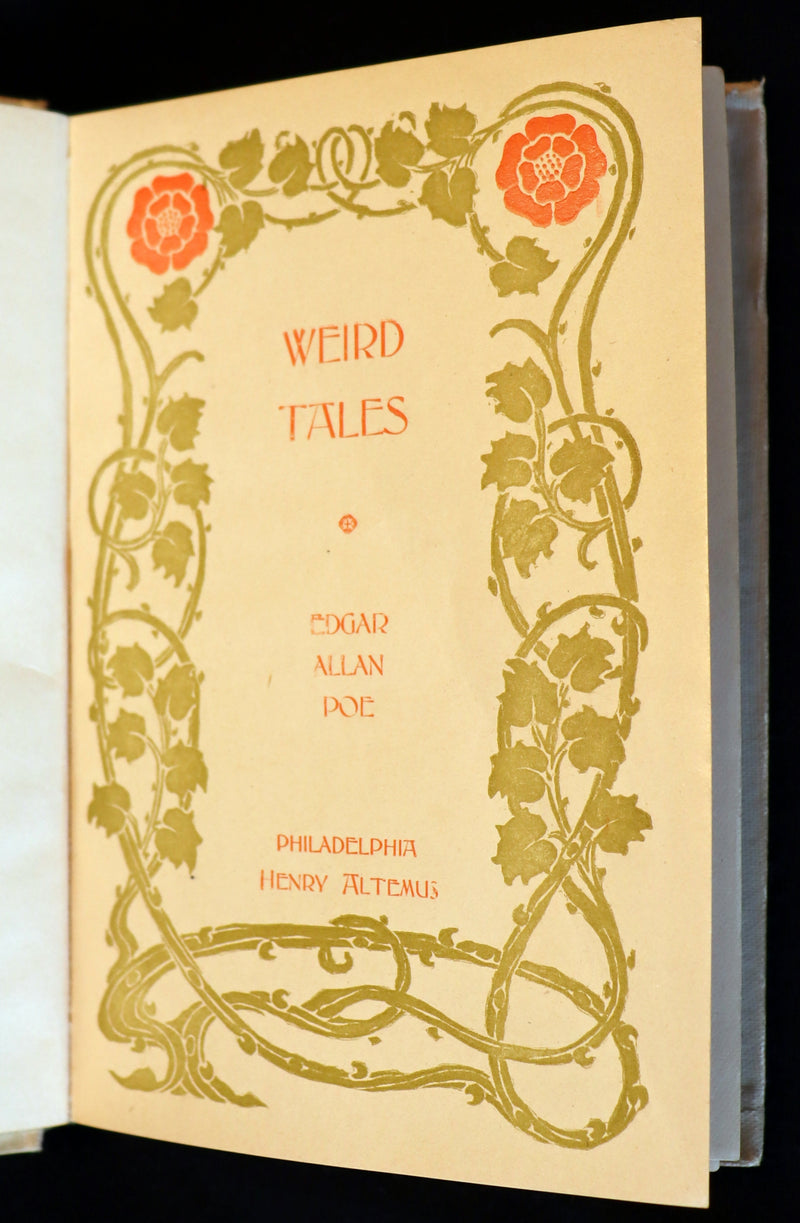 WEIRD
TALES
EDGAR
ALLAN
POE
PHILADELPHIA
HENRY ALTEMUS